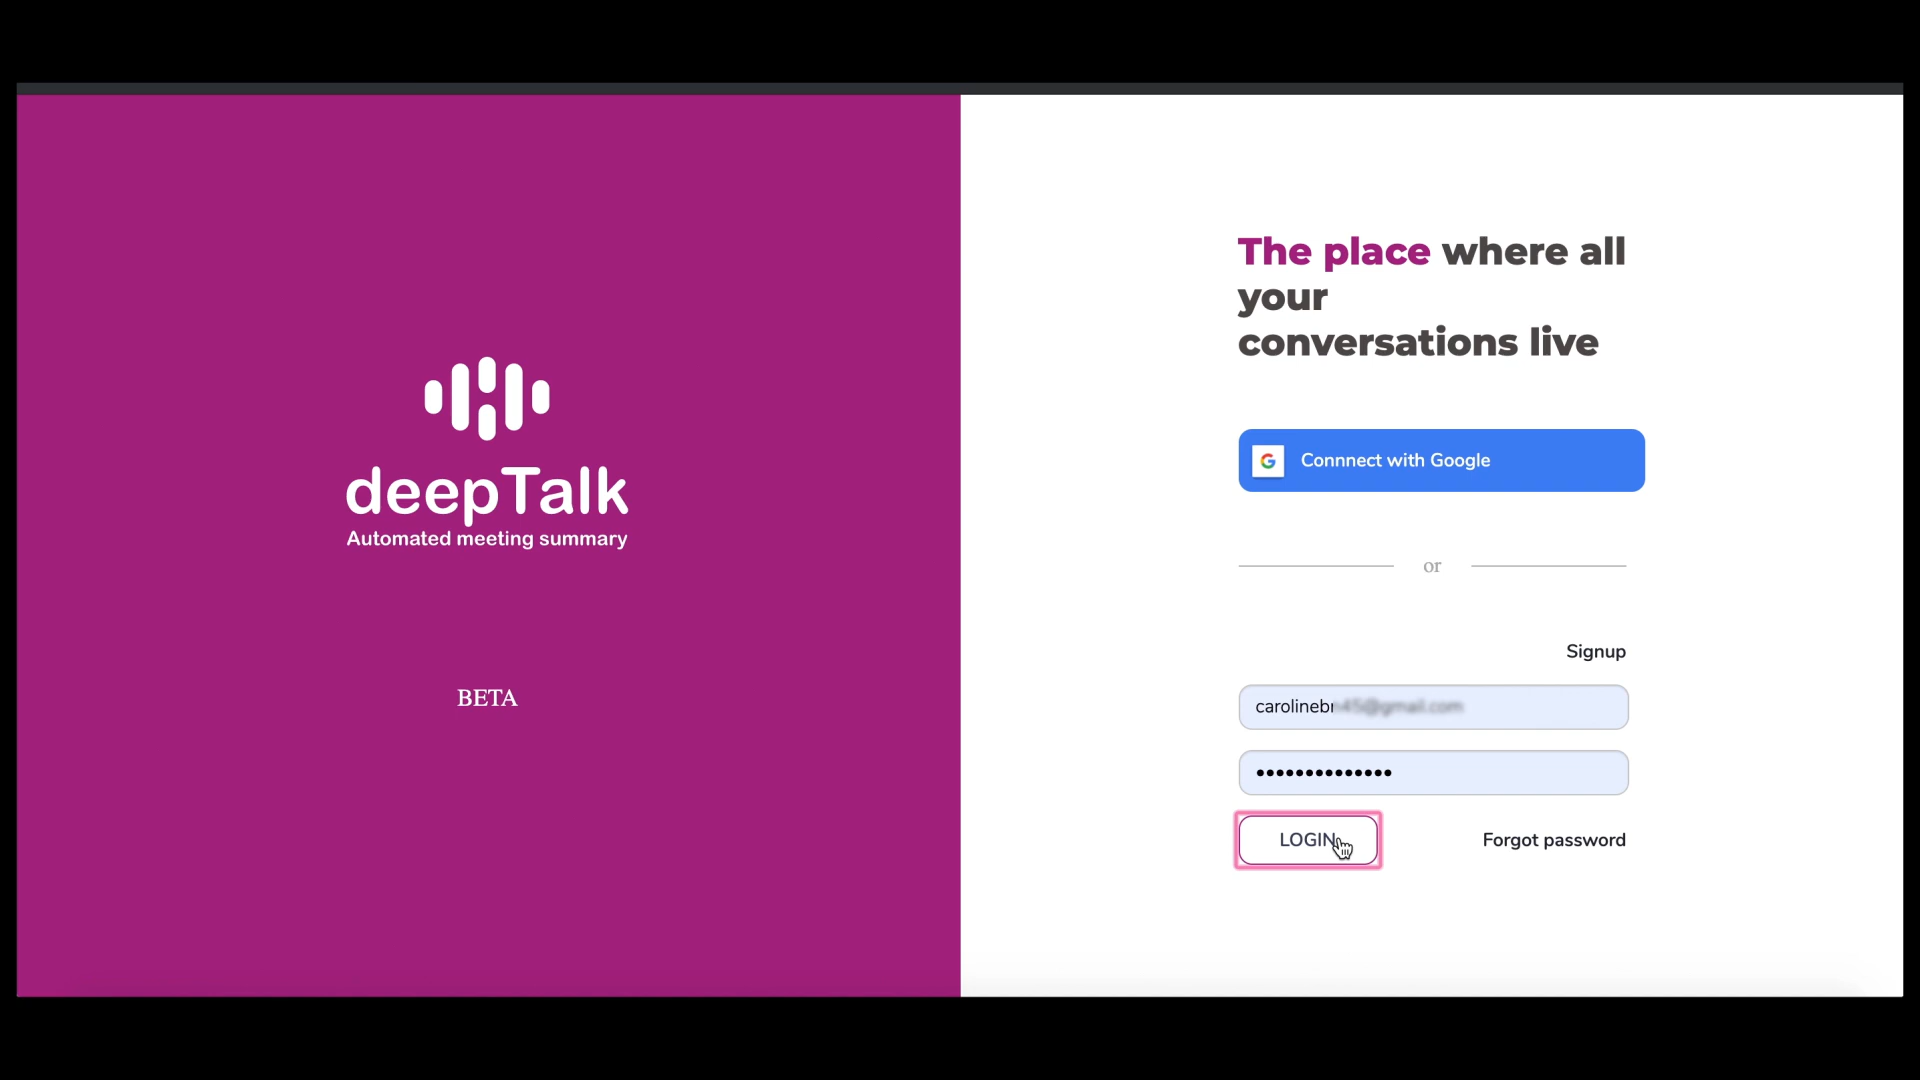 deepTalk
Automated meeting summary
BETA
The place where all
your
conversations live
Connnect with Google
or
Signup
LOGIN
Forgot password